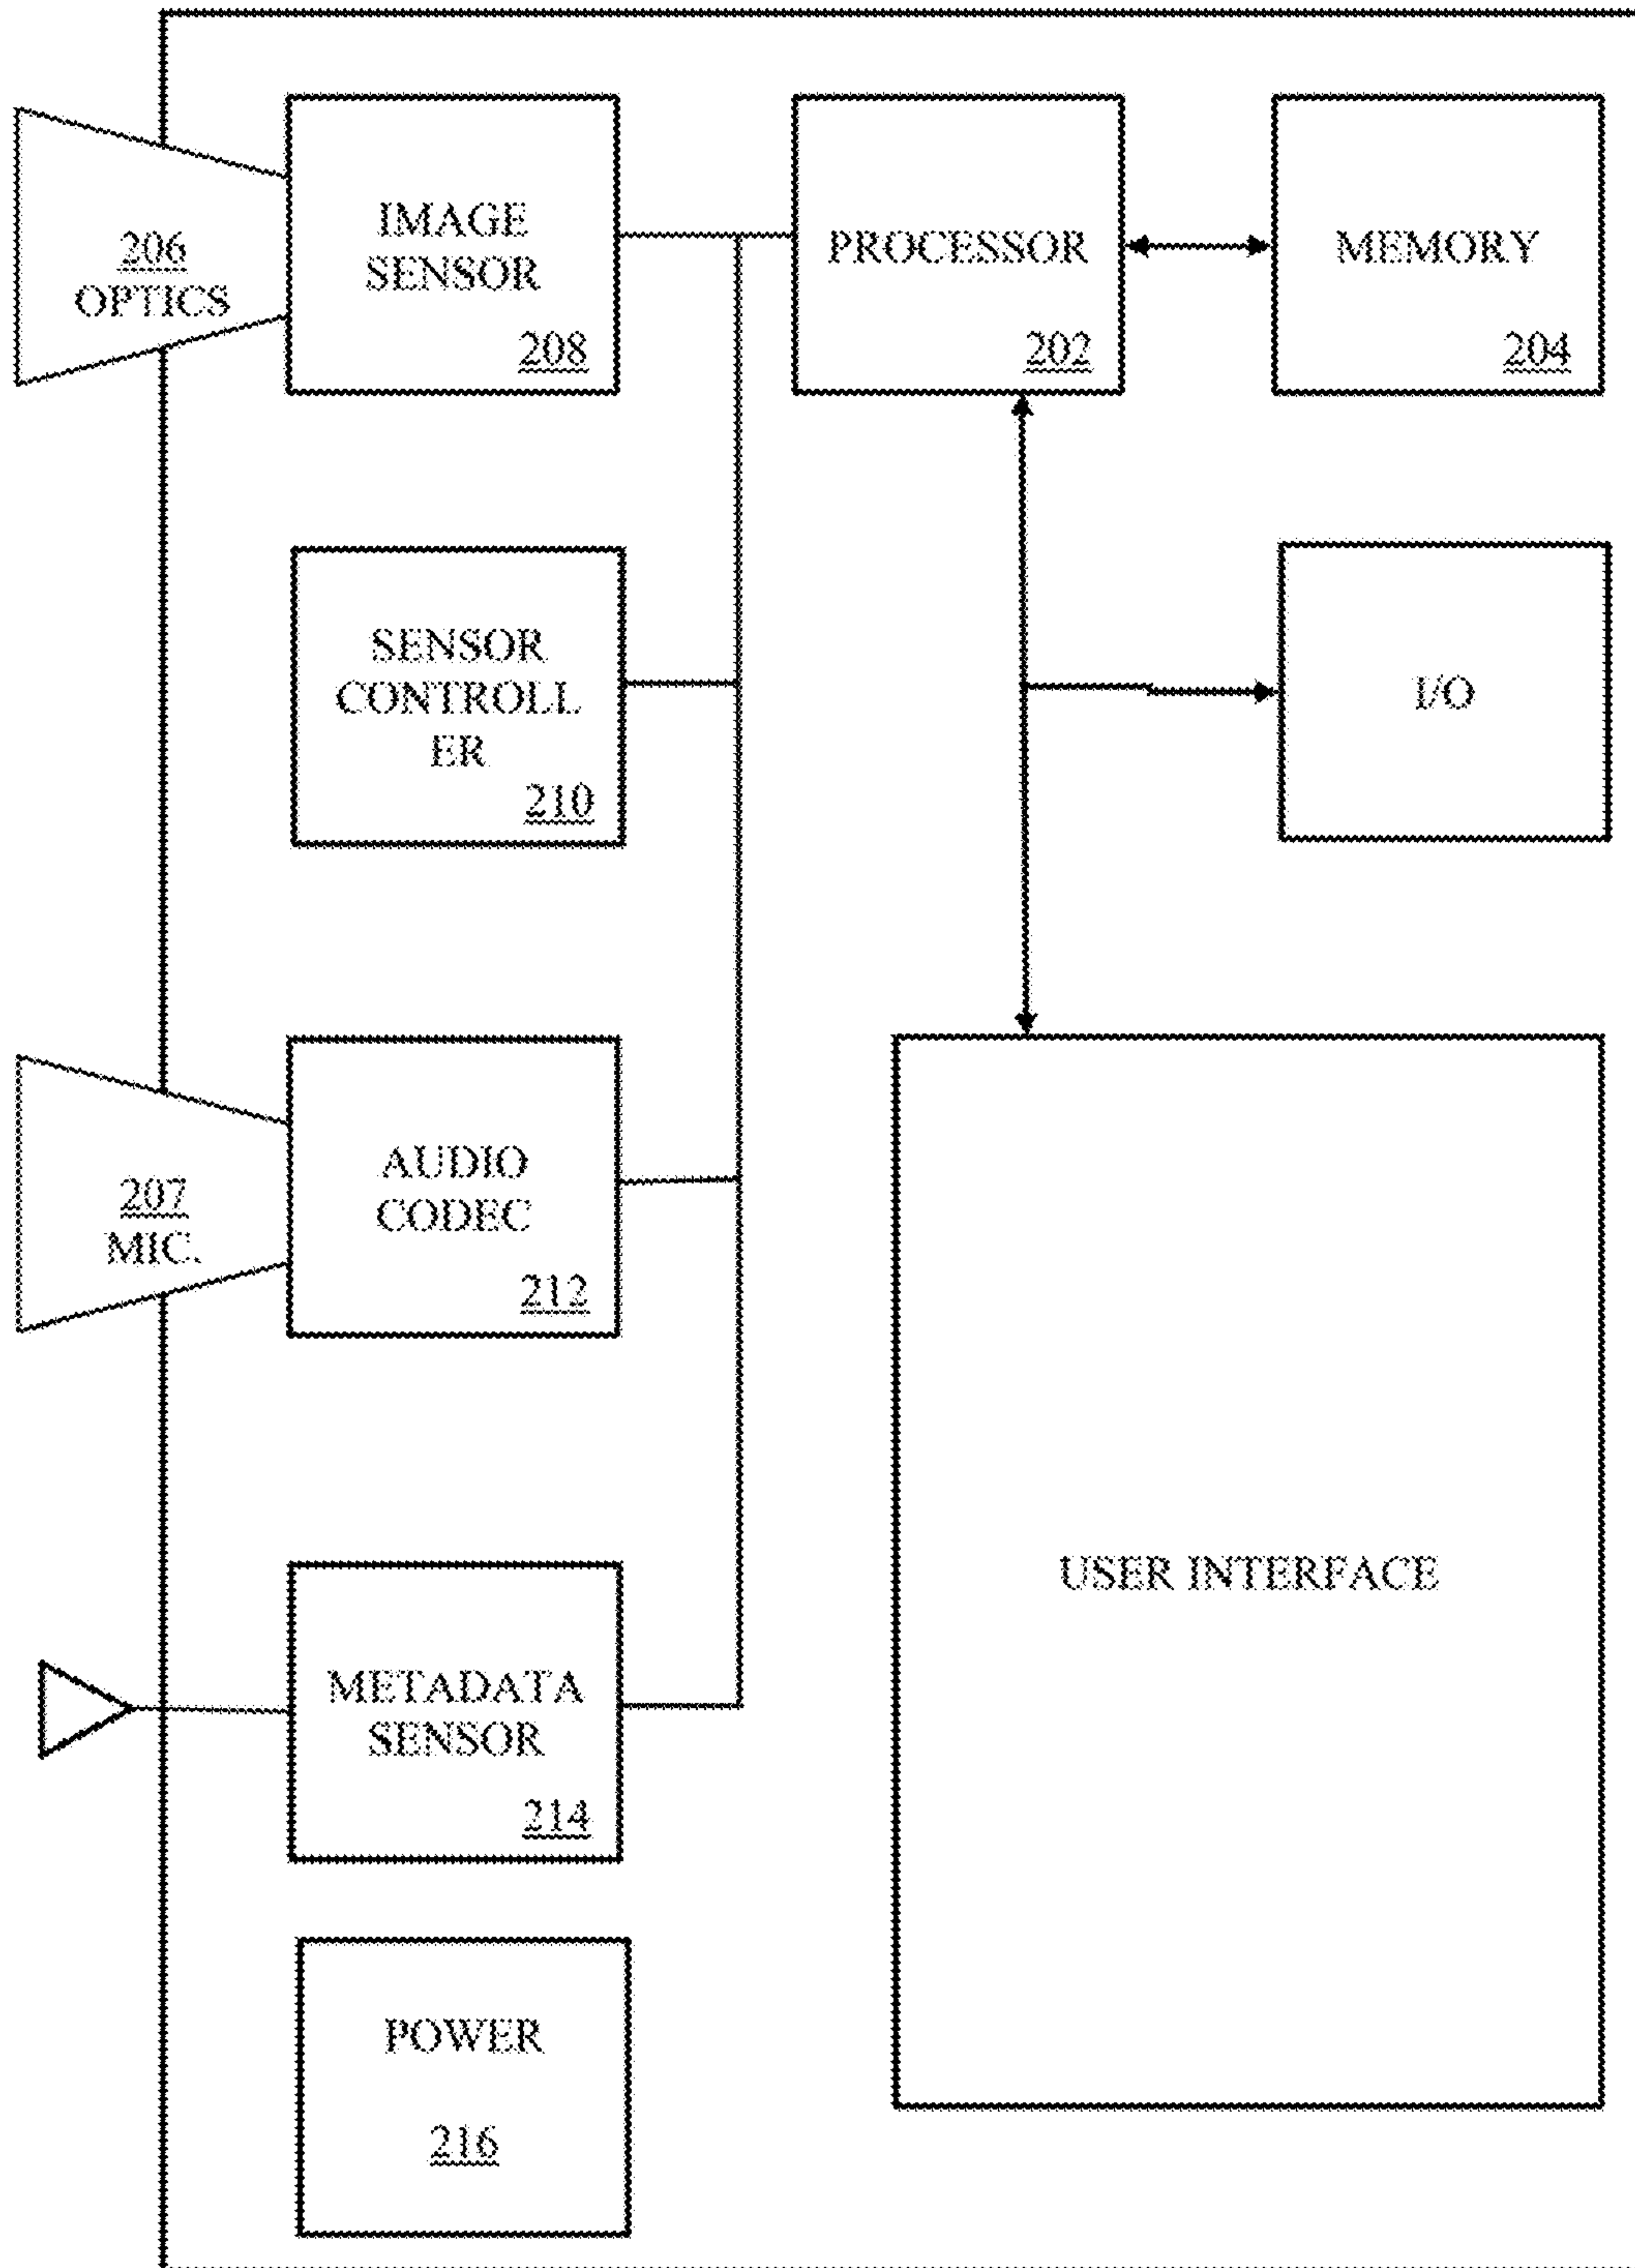 206
OPTICS
IMAGE
SENSOR
208
PROCESSOR
202
MEMORY
204
SENSOR
CONTROLL
ER
210
I/O
207
MIC.
AUDIO
CODEC
212
USER INTERFACE
METADATA
SENSOR
214
POWER
216